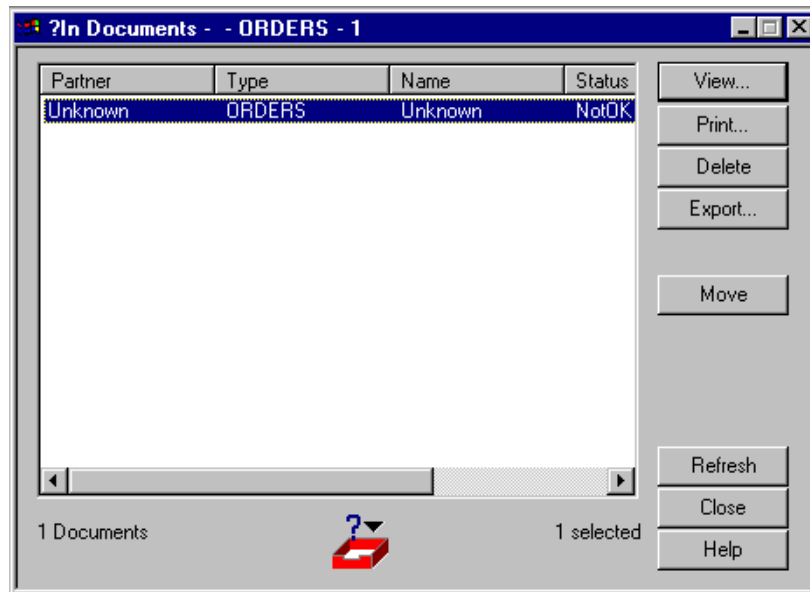 ?In Documents - - ORDERS - 1
Partner Type Name Status
Unknown ORDERS Unknown NotOK
View...
Print...
Delete
Export...
Move
Refresh
Close
Help
1 Documents
?
1 selected